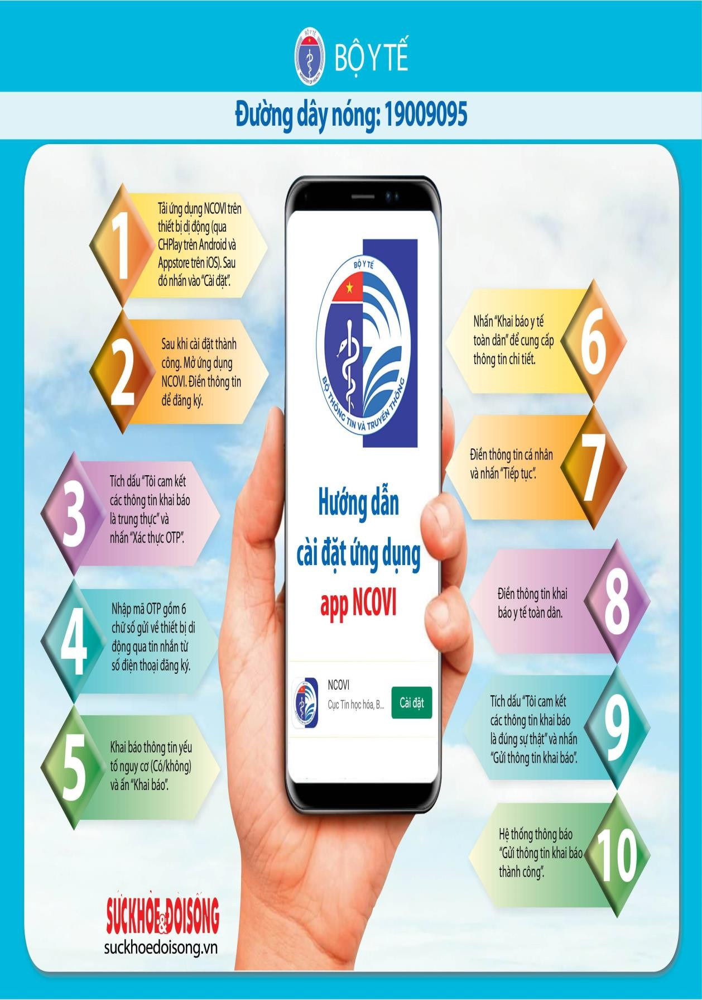 BỘ Y TẾ
MINISTRY OF HEALTH
BỘ Y TẾ
Đường dây nóng: 19009095
1
Tải ứng dụng NCOVI trên
thiết bị dị động (qua
CHPlay trên Android và
Appstore trên iOS). Sau
đó nhấn vào “Cài đặt”.
2
Sau khi cài đặt thành
công. Mở ứng dụng
NCOVI. Điền thông tin
để đăng ký.
3
Tích dấu “Tôi cam kết
các thông tin khai báo
là trung thực” và
nhấn “Xác thực OTP”.
4
Nhập mã OTP gồm 6
chữ số gửi về thiết bị di
động qua tin nhắn từ
số điện thoại đăng ký.
5
Khai báo thông tin yếu
tố nguy cơ (Có/không)
và ấn “Khai báo”.
BỘ Y TẾ
BỘ THÔNG TIN VÀ TRUYỀN THÔNG
Hướng dẫn
cài đặt ứng dụng
app NCOVI
NCOVI
Cục Tin học hóa, B...
Cài đặt
6
Nhấn “Khai báo y tế
toàn dân” để cung cấp
thông tin chi tiết.
7
Điền thông tin cá nhân
và nhấn “Tiếp tục”.
8
Điền thông tin khai
báo y tế toàn dân.
9
Tích dấu “Tôi cam kết
các thông tin khai báo
là đúng sự thật” và nhấn
“Gửi thông tin khai báo”.
10
Hệ thống thông báo
“Gửi thông tin khai báo
thành công”.
SỨC KHỎE & ĐỜI SỐNG
suckhoedoisong.vn